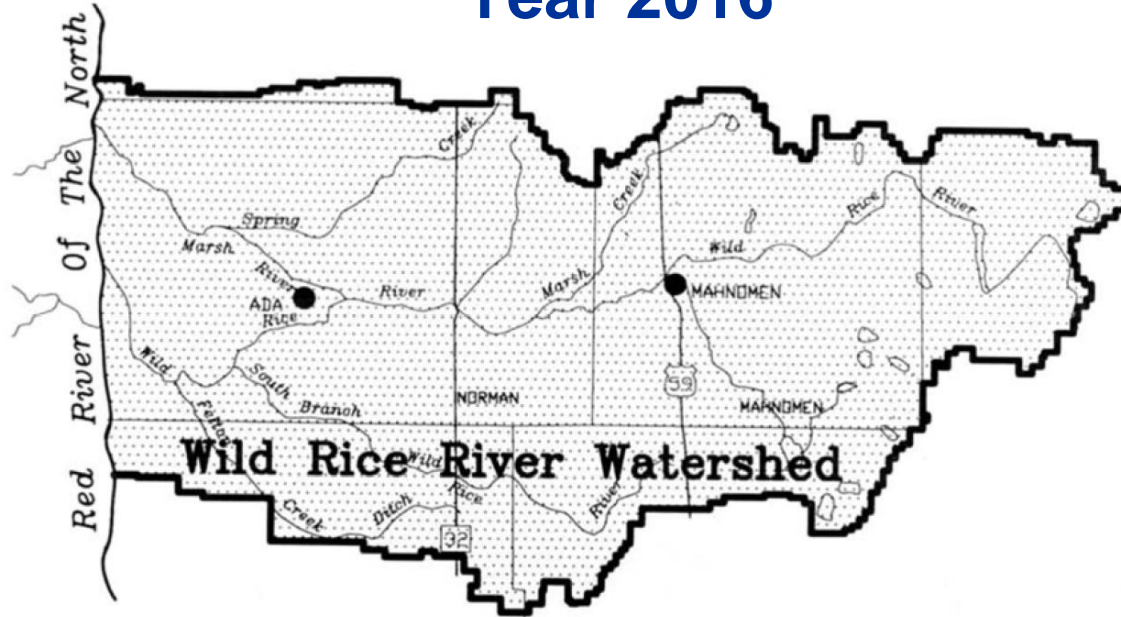 Year 2016
Red River Of The North
Creek
Spring
Marsh
River
River
ADA
Rice
Wild
South
Branch
Felton
Creek
Ditch
Wild
Rice
River
NORMAN
32
Marsh
Creek
Wild
Rice
River
MAHNOMEN
59
MAHNOMEN
Wild Rice River Watershed